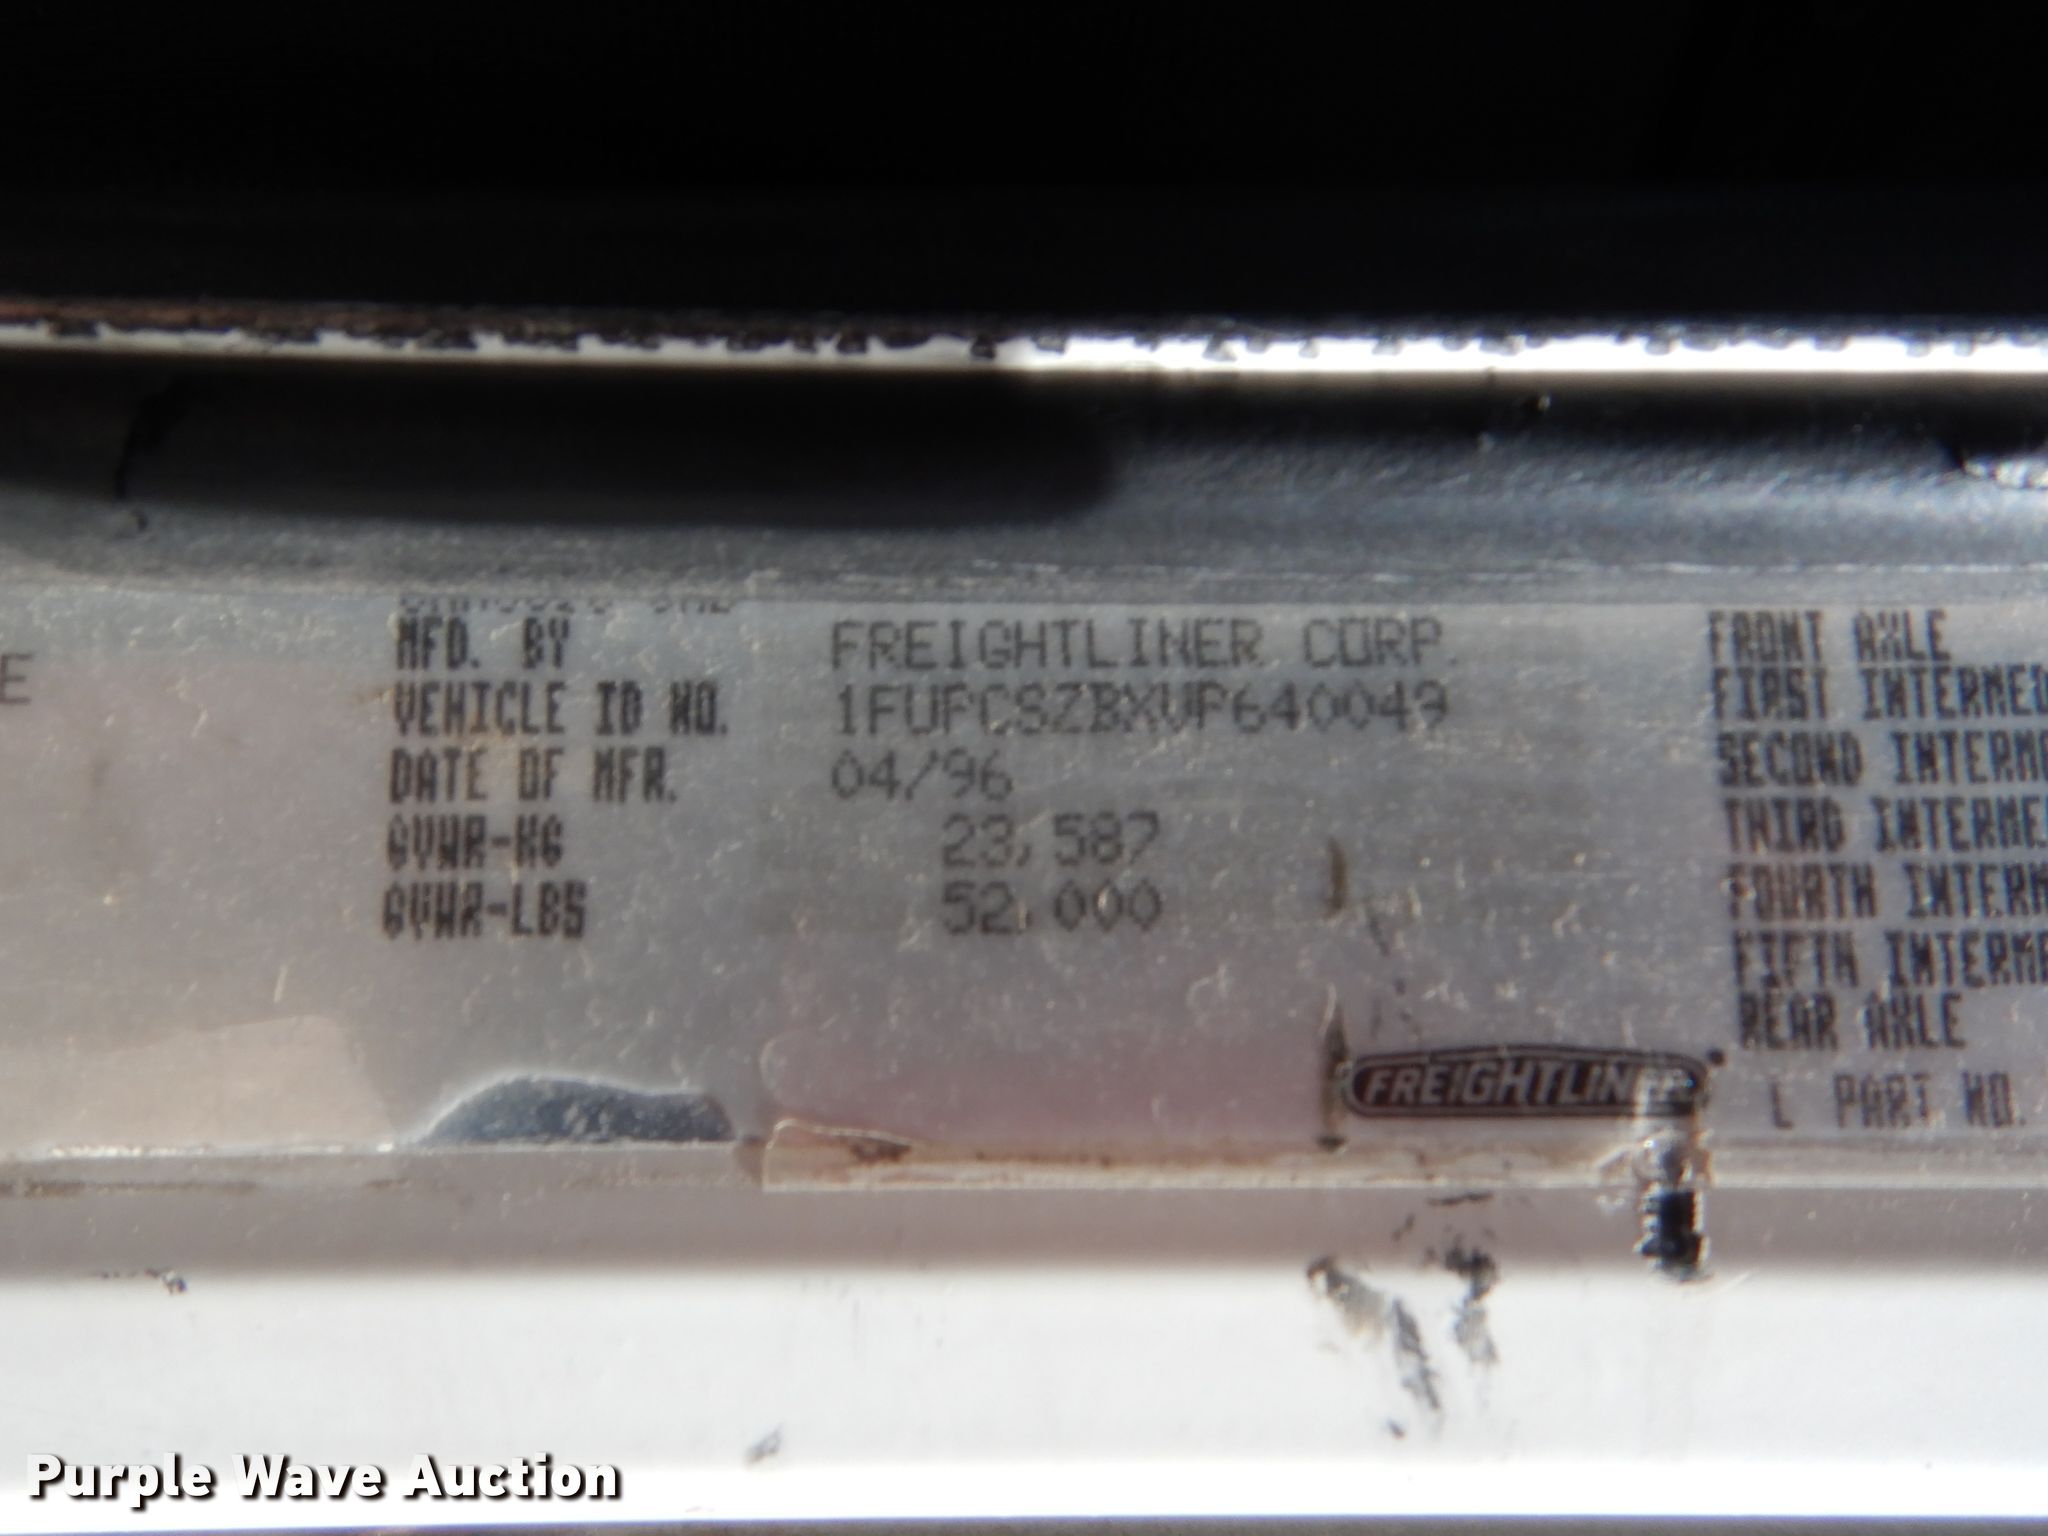 E
MFD. BY FREIGHTLINER CORP.
VEHICLE ID NO. 1FUPCSZBXVP640049
DATE OF MFR. 04/96
GVWR-KG 23,587
GVWR-LBS 52,000
FRONT AXLE
FIRST INTERMED
SECOND INTERME
THIRD INTERME
FOURTH INTERM
FIFTH INTERME
REAR AXLE
FREIGHTLINER
L PART NO.
Purple Wave Auction